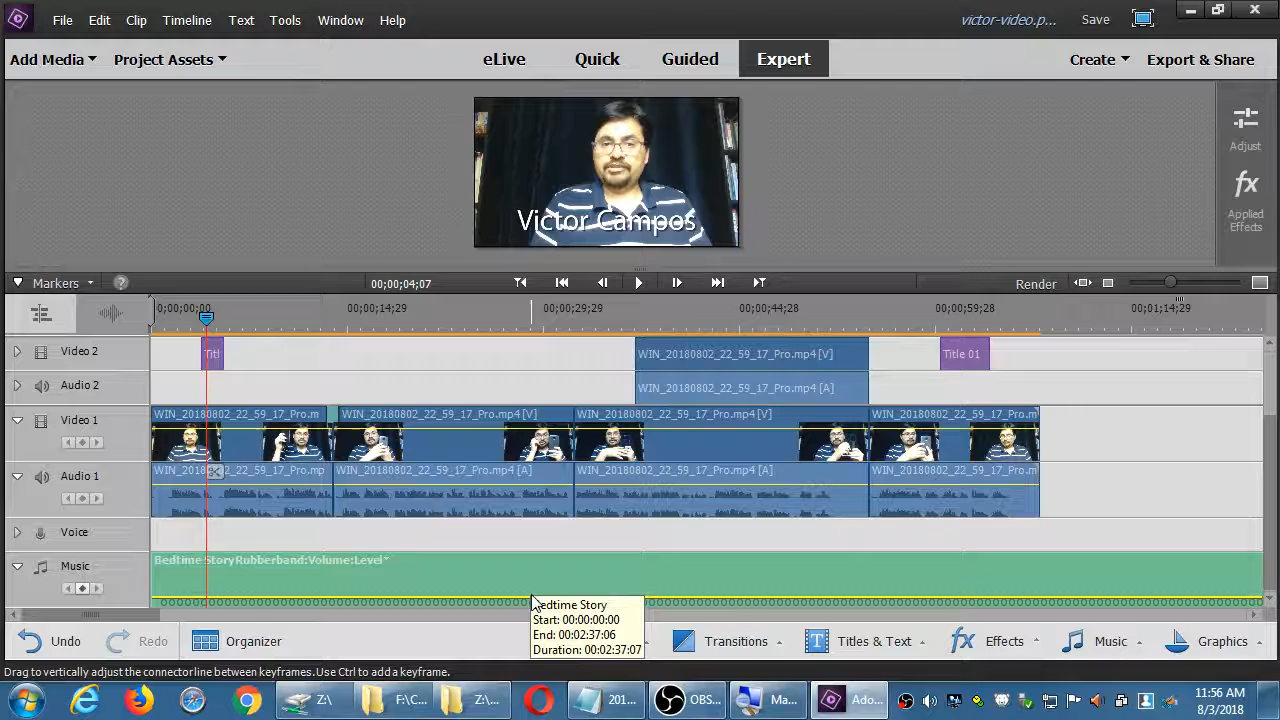 File Edit Clip Timeline Text Tools Window Help
victor-video.p... Save
Add Media Project Assets
eLive Quick Guided Expert
Create Export & Share
Victor Campos
Adjust
fx
Applied
Effects
Markers ? 00;00;04;07 Render
0;00;00;00 00;00;14;29 00;00;29;29 00;00;44;28 00;00;59;28 00;01;14;29
Video 2 Titl WIN_20180802_22_59_17_Pro.mp4 [V] Title 01
Audio 2 WIN_20180802_22_59_17_Pro.mp4 [A]
Video 1 WIN_20180802_22_59_17_Pro.m WIN_20180802_22_59_17_Pro.mp4 [V] WIN_20180802_22_59_17_Pro.mp4 [V] WIN_20180802_22_59_17_Pro.m
Audio 1 WIN_2018 2_22_59_17_Pro.mp WIN_20180802_22_59_17_Pro.mp4 [A] WIN_20180802_22_59_17_Pro.mp4 [A] WIN_20180802_22_59_17_Pro.m
Voice
Music Bedtime StoryRubberband:Volume:Level
edtime Story
Start: 00:00:00:00
End: 00:02:37:06
Duration: 00:02:37:07
Undo Redo Organizer Transitions T Titles & Text fx Effects Music Graphics
Drag to vertically adjust the connector line between keyframes. Use Ctrl to add a keyframe.
Z:\ F:\C... Z:\... 201... OBS... Ma... Ado...
11:56 AM
8/3/2018